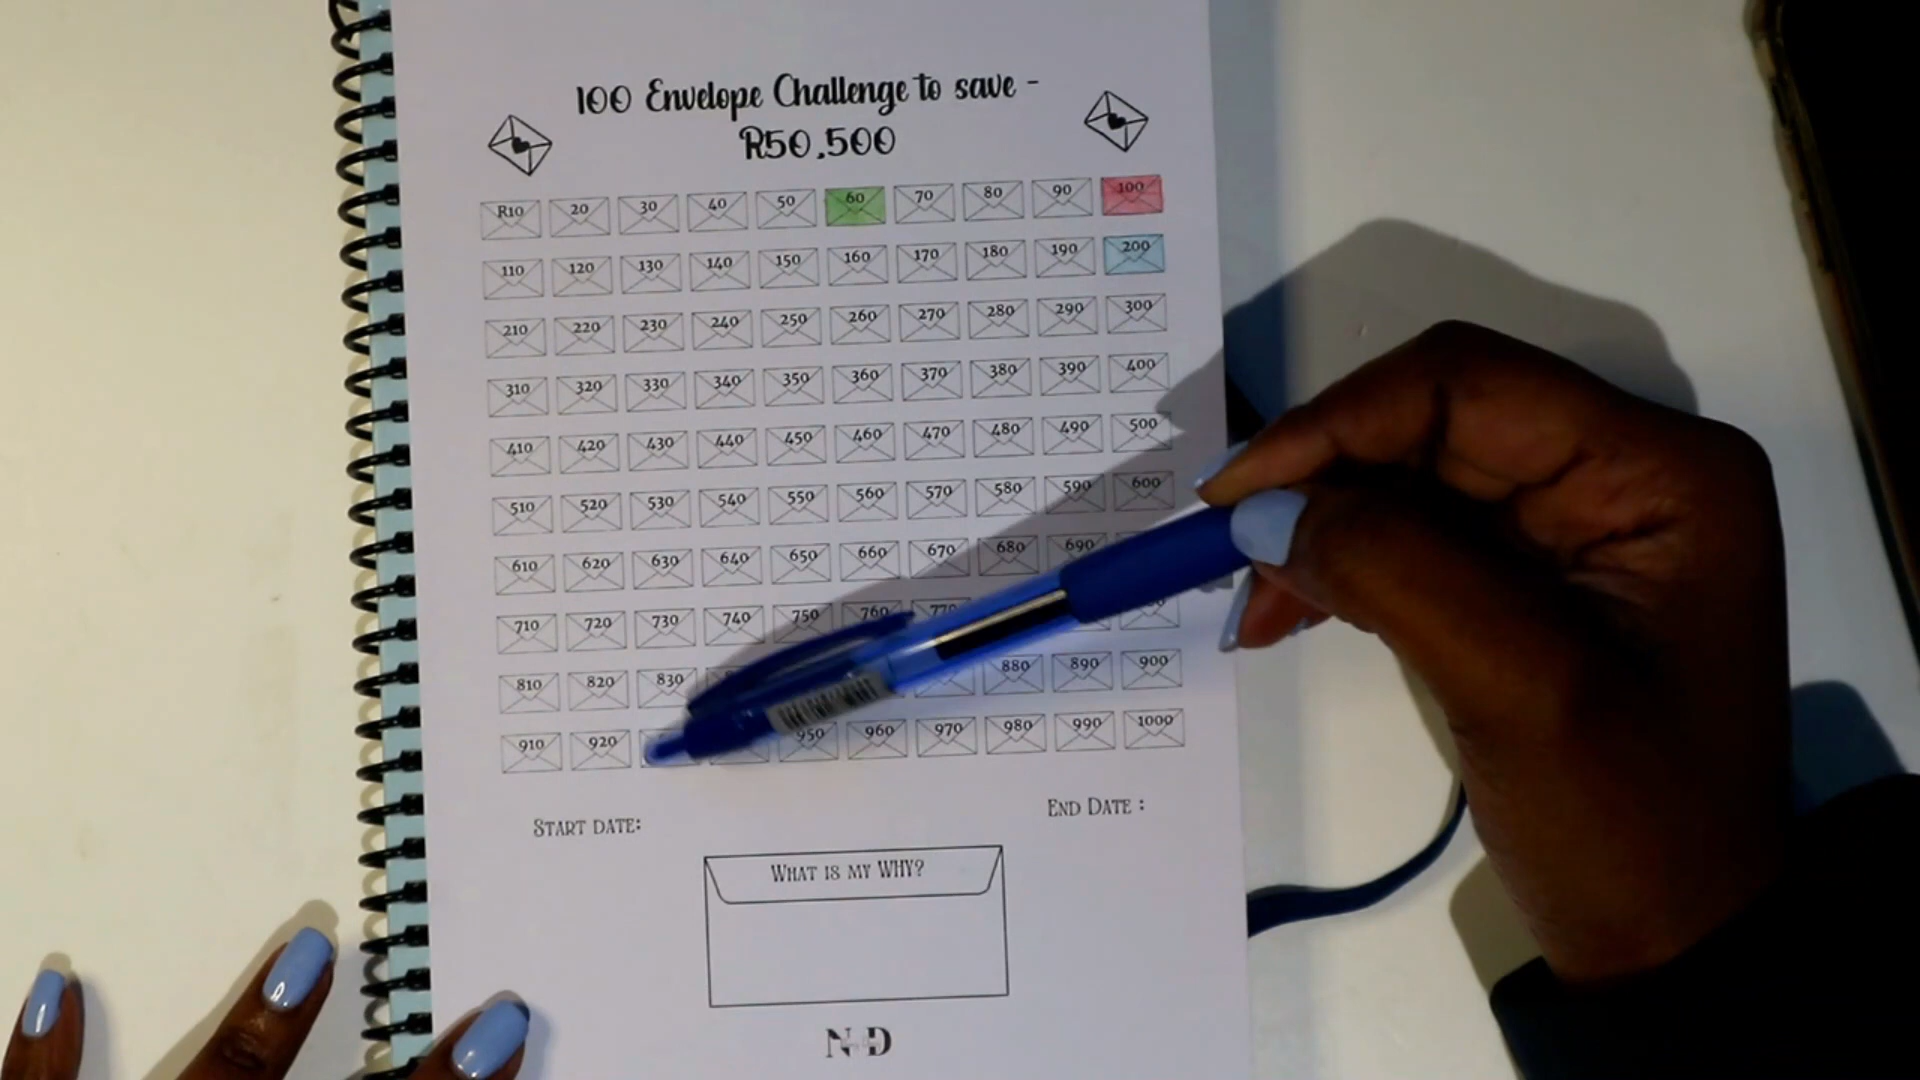 100 Envelope Challenge to save -
R50.500
R10 20 30 40 50 60 70 80 90 100
110 120 130 140 150 160 170 180 190 200
210 220 230 240 250 260 270 280 290 300
310 320 330 340 350 360 370 380 390 400
410 420 430 440 450 460 470 480 490 500
510 520 530 540 550 560 570 580 590 600
610 620 630 640 650 660 670 680 690
710 720 730 740 750 760 770
810 820 830 880 890 900
910 920 950 960 970 980 990 1000
START DATE:
END DATE :
WHAT IS MY WHY?
N D